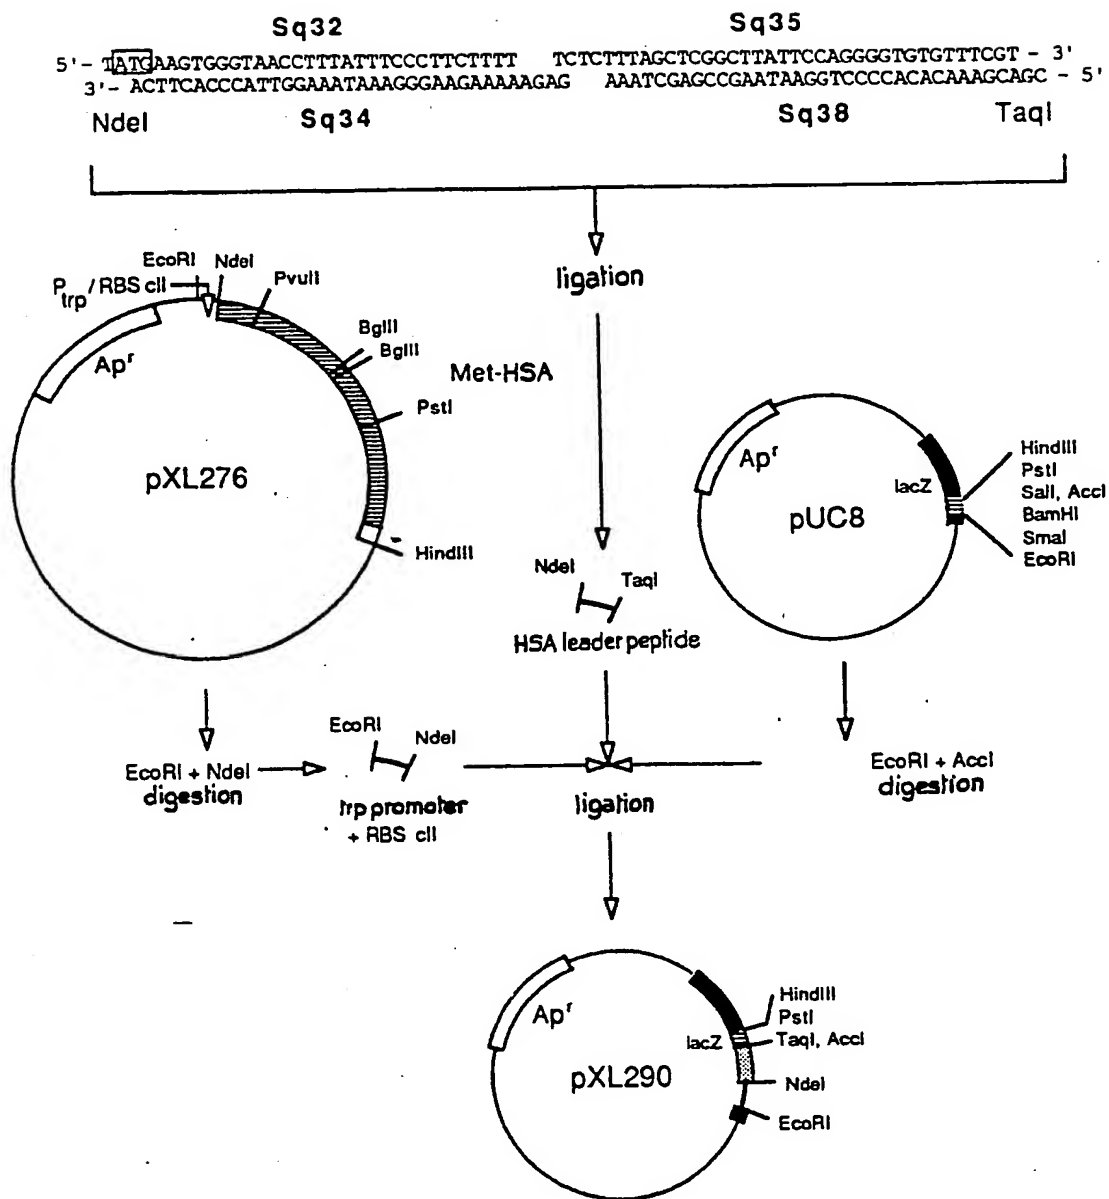 Sq32 Sq35
5'- TATGAAGTGGGTAACCTTTATTTCCCTTCTTTT TCTCTTTAGCTCGGCTTATTCCAGGGGTGTGTTTCGT - 3'
3'- ACTTCACCCATTGGAAATAAAGGGAAGAAAAAGAG AAATCGAGCCGAATAAGGTCCCCACACAAAGCAGC - 5'
NdeI Sq34 Sq38 TaqI
ligation
EcoRI NdeI
Ptrp/RBS cII
PvuII
BglII
BglII
Met-HSA
PstI
Apr
pXL276
HindIII
Apr
lacZ
pUC8
HindIII
PstI
SalI, AccI
BamHI
SmaI
EcoRI
NdeI
TaqI
HSA leader peptide
EcoRI + NdeI
digestion
EcoRI
NdeI
trp promoter
+ RBS cII
ligation
EcoRI + AccI
digestion
Apr
lacZ
pXL290
HindIII
PstI
TaqI, AccI
NdeI
EcoRI